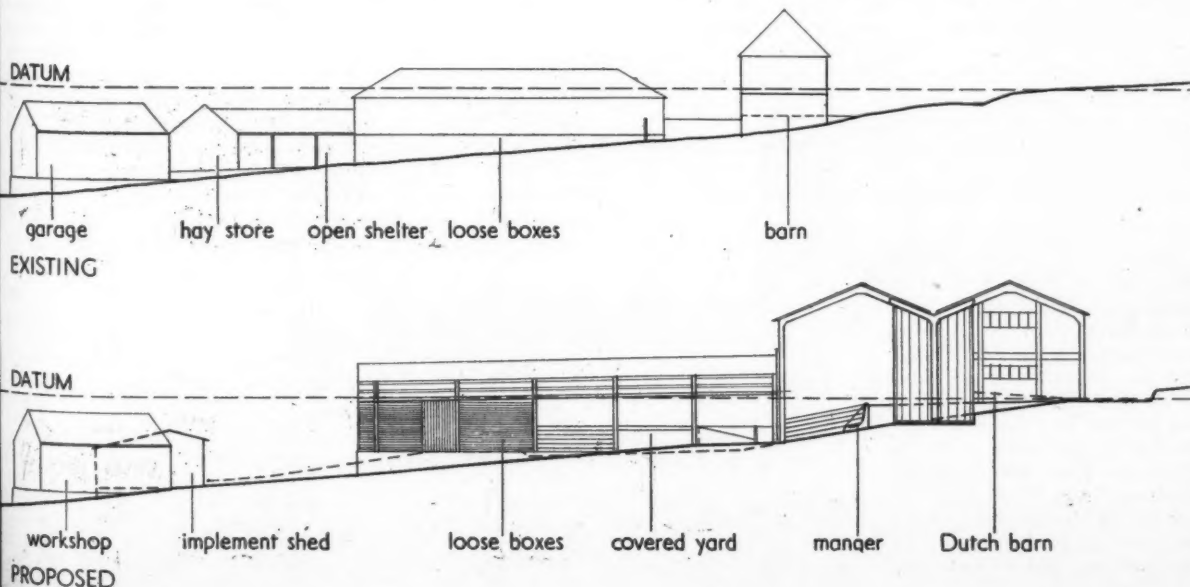 DATUM
garage hay store open shelter loose boxes barn
EXISTING
DATUM
workshop implement shed loose boxes covered yard manger Dutch barn
PROPOSED